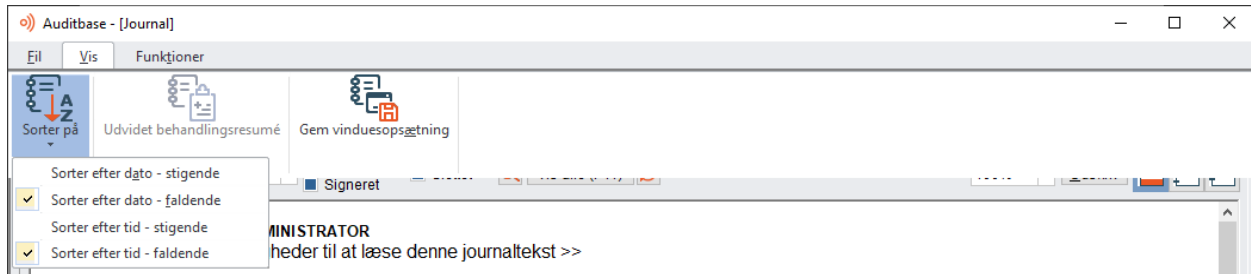 Auditbase - [Journal]
Fil Vis Funktioner
Sorter på Udvidet behandlingsresumé Gem vinduesopsætning
Sorter efter dato - stigende
Signeret
Sorter efter dato - faldende
Sorter efter tid - stigende
MINISTRATOR
Sorter efter tid - faldende
heder til at læse denne journaltekst >>